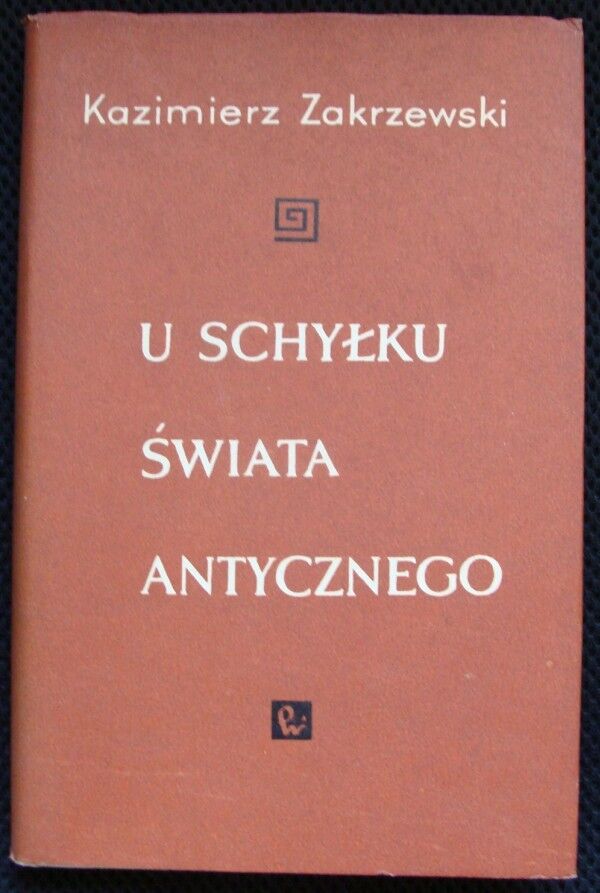 Kazimierz Zakrzewski
U SCHYŁKU
ŚWIATA
ANTYCZNEGO